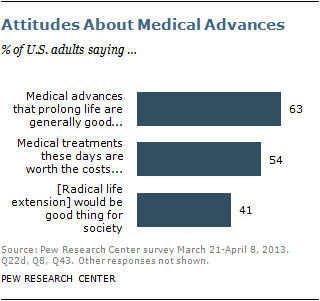 Attitudes About Medical Advances
% of U.S. adults saying ...
Medical advances
that prolong life are
generally good...
63
Medical treatments
these days are
worth the costs...
54
[Radical life
extension] would be
good thing for
society
41
Source: Pew Research Center survey March 21-April 8, 2013.
Q22d, Q8, Q43. Other responses not shown.
PEW RESEARCH CENTER